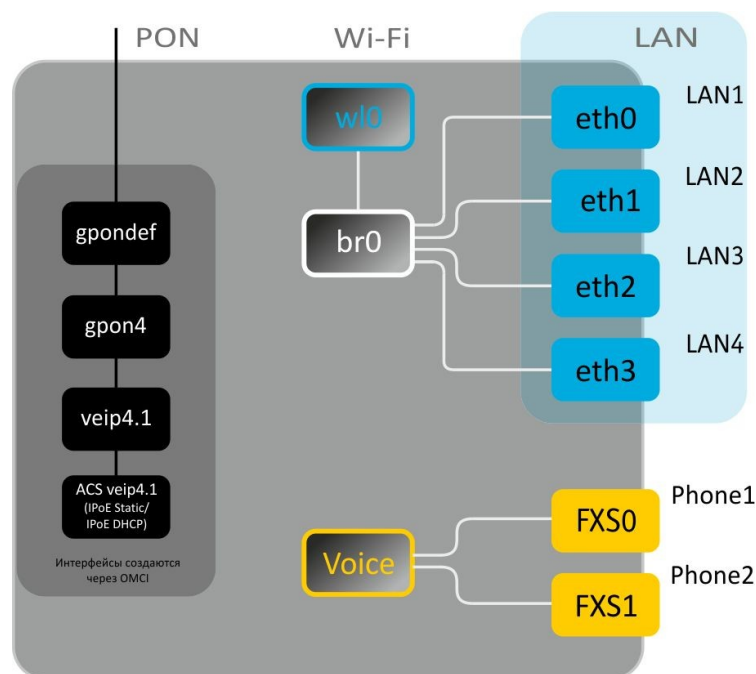 PON
Wi-Fi
LAN
wl0
eth0
LAN1
gpondef
br0
eth1
LAN2
gpon4
eth2
LAN3
veip4.1
eth3
LAN4
ACS veip4.1
(IPoE Static/
IPoE DHCP)
Интерфейсы создаются
через OMCI
Voice
FXS0
Phone1
FXS1
Phone2